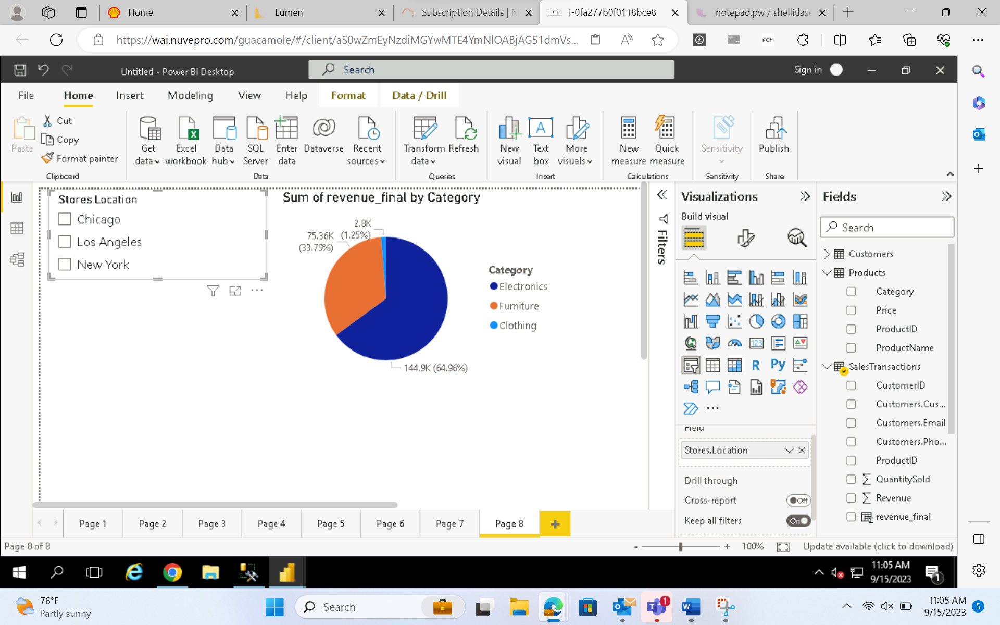 Home
Lumen
Subscription Details | N
i-0fa277b0f0118bce8
notepad.pw / shellidase
https://wai.nuvepro.com/guacamole/#/client/aS0wZmEyNzdiMGYwMTE4YmNlOABjAG51dmVs...
FCM
Untitled - Power BI Desktop
Search
Sign in
File
Home
Insert
Modeling
View
Help
Format
Data / Drill
Paste
Cut
Copy
Format painter
Clipboard
Get data
Excel workbook
Data hub
SQL Server
Enter data
Dataverse
Recent sources
Data
Transform data
Refresh
Queries
New visual
Text box
More visuals
Insert
New measure
Quick measure
Calculations
Sensitivity
Sensitivity
Publish
Share
Stores.Location
Chicago
Los Angeles
New York
Sum of revenue_final by Category
2.8K
(1.25%)
75.36K
(33.79%)
144.9K (64.96%)
Category
Electronics
Furniture
Clothing
Filters
Visualizations
Build visual
123
R
Py
Field
Stores.Location
Drill through
Cross-report
Off
Keep all filters
On
Fields
Search
Customers
Products
Category
Price
ProductID
ProductName
SalesTransactions
CustomerID
Customers.Cus...
Customers.Email
Customers.Pho...
ProductID
QuantitySold
Revenue
revenue_final
Page 1
Page 2
Page 3
Page 4
Page 5
Page 6
Page 7
Page 8
+
Page 8 of 8
- + 100%
Update available (click to download)
11:05 AM
9/15/2023
1
76°F
Partly sunny
Search
1
11:05 AM
9/15/2023
5